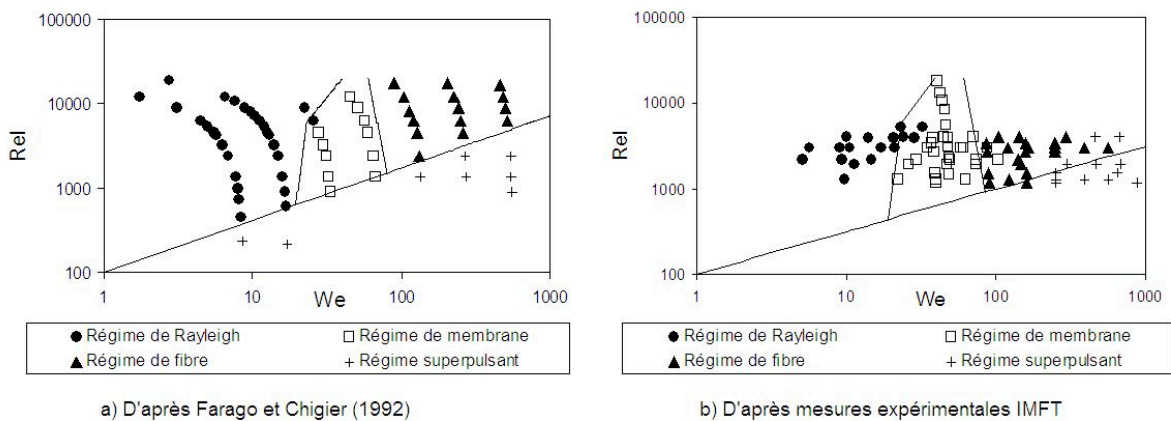 100000
10000
1000
100
Rel
1
10
100
1000
We
Régime de Rayleigh
Régime de membrane
Régime de fibre
Régime superpulsant
a) D'après Farago et Chigier (1992)
100000
10000
1000
100
Rel
1
10
100
1000
We
Régime de Rayleigh
Régime de membrane
Régime de fibre
Régime superpulsant
b) D'après mesures expérimentales IMFT